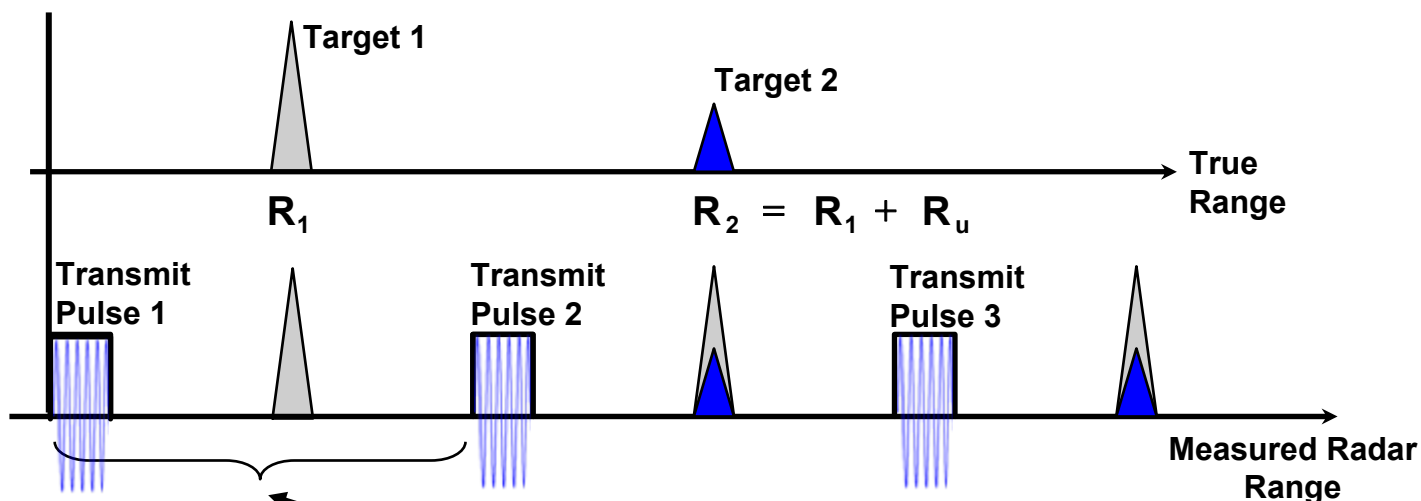 Target 1
Target 2
True
Range
R₁
R₂ = R₁ + Rᵤ
Transmit
Pulse 1
Transmit
Pulse 2
Transmit
Pulse 3
Measured Radar
Range